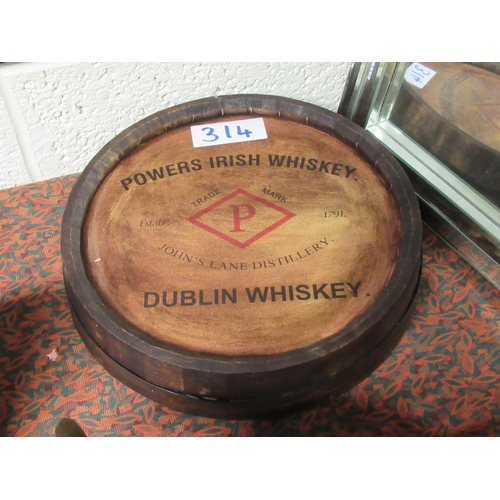 314
POWERS IRISH WHISKEY.
TRADE MARK
Estab.d P 1791.
JOHN'S LANE DISTILLERY.
DUBLIN WHISKEY.